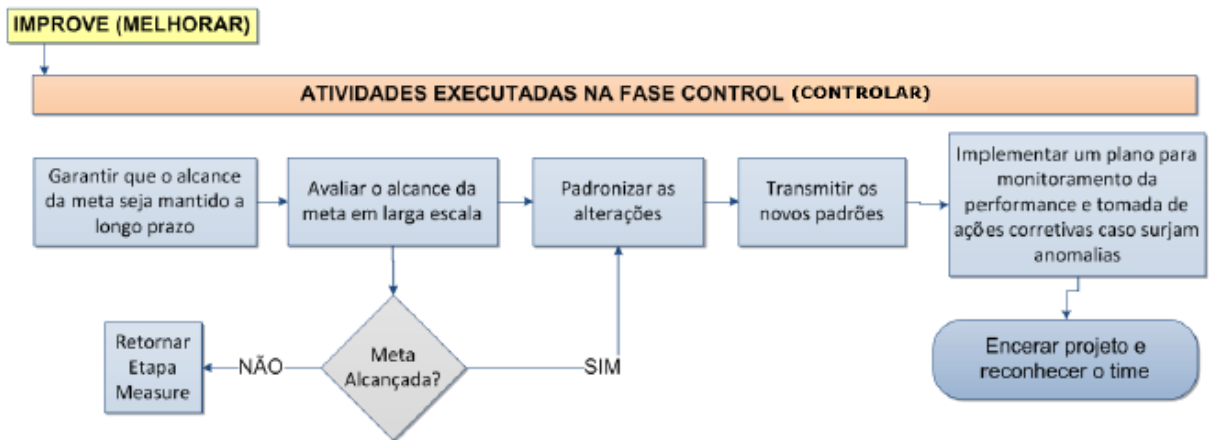 IMPROVE (MELHORAR)
ATIVIDADES EXECUTADAS NA FASE CONTROL (CONTROLAR)
Garantir que o alcance
da meta seja mantido a
longo prazo
Avaliar o alcance da
meta em larga escala
Padronizar as
alterações
Transmitir os
novos padrões
Implementar um plano para
monitoramento da
performance e tomada de
ações corretivas caso surjam
anomalias
Retornar
Etapa
Measure
NÃO
Meta
Alcançada?
SIM
Encerar projeto e
reconhecer o time